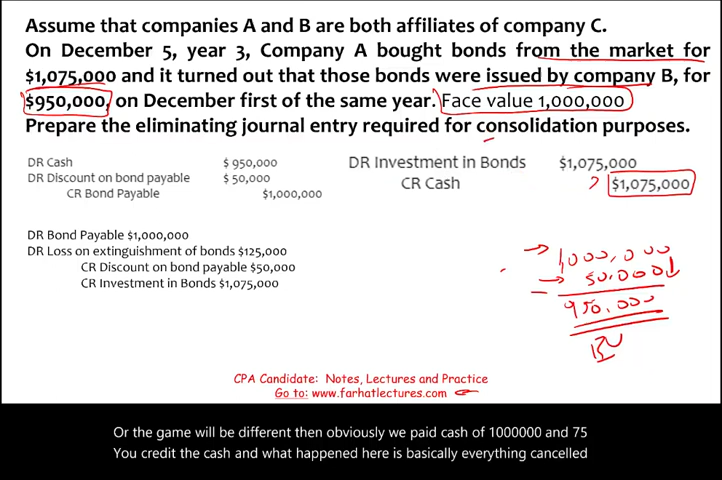 Assume that companies A and B are both affiliates of company C.
On December 5, year 3, Company A bought bonds from the market for
$1,075,000 and it turned out that those bonds were issued by company B, for
$950,000, on December first of the same year. Face value 1,000,000
Prepare the eliminating journal entry required for consolidation purposes.
DR Cash $ 950,000
DR Discount on bond payable $ 50,000
CR Bond Payable $1,000,000
DR Investment in Bonds $1,075,000
CR Cash $1,075,000
DR Bond Payable $1,000,000
DR Loss on extinguishment of bonds $125,000
CR Discount on bond payable $50,000
CR Investment in Bonds $1,075,000
1,000,000
50,000
950,000
BV
CPA Candidate: Notes, Lectures and Practice
Go to: www.farhatlectures.com
Or the game will be different then obviously we paid cash of 1000000 and 75
You credit the cash and what happened here is basically everything cancelled